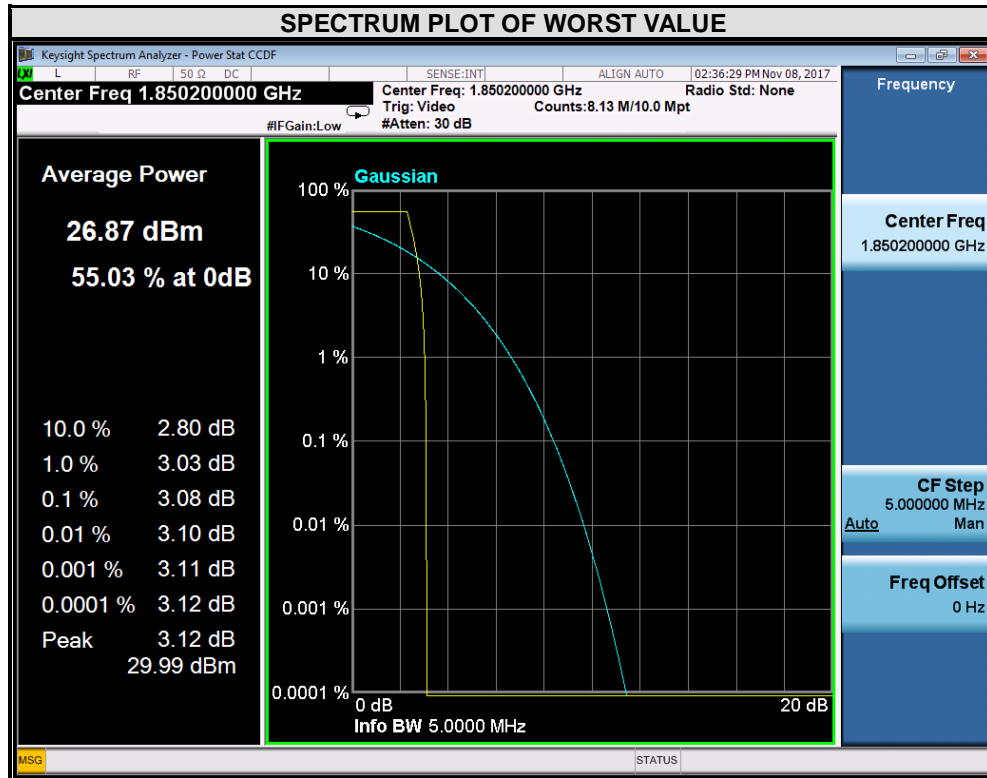 SPECTRUM PLOT OF WORST VALUE
Keysight Spectrum Analyzer - Power Stat CCDF
LXI L RF 50 Ω DC SENSE:INT ALIGN AUTO 02:36:29 PM Nov 08, 2017
Center Freq 1.850200000 GHz
Center Freq: 1.850200000 GHz Radio Std: None
Trig: Video Counts:8.13 M/10.0 Mpt
#IFGain:Low #Atten: 30 dB
Average Power
26.87 dBm
55.03 % at 0dB
10.0 % 2.80 dB
1.0 % 3.03 dB
0.1 % 3.08 dB
0.01 % 3.10 dB
0.001 % 3.11 dB
0.0001 % 3.12 dB
Peak 3.12 dB
29.99 dBm
Gaussian
100 %
10 %
1 %
0.1 %
0.01 %
0.001 %
0.0001 %
0 dB 20 dB
Info BW 5.0000 MHz
Frequency
Center Freq
1.850200000 GHz
CF Step
5.000000 MHz
Auto Man
Freq Offset
0 Hz
MSG STATUS